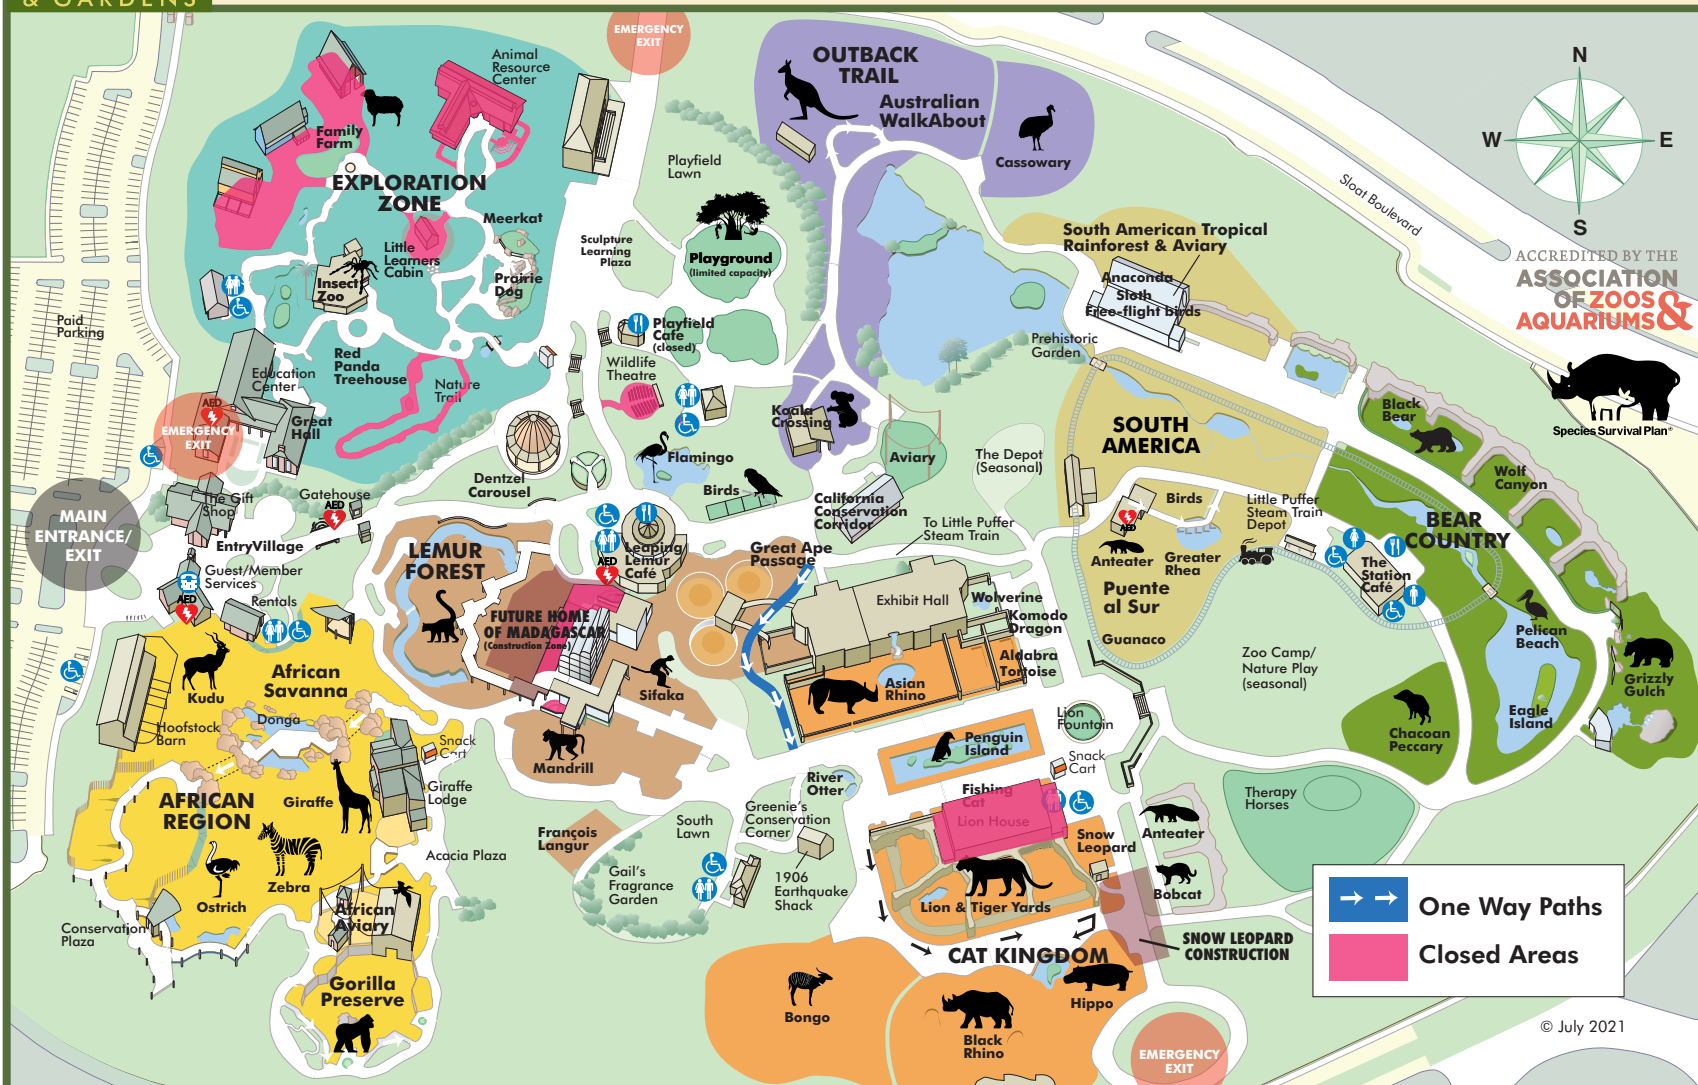 & GARDENS
EMERGENCY
EXIT
Animal
Resource
Center
Family
Farm
EXPLORATION
ZONE
Meerkat
Little
Learners
Cabin
Insect
Zoo
Prairie
Dog
Red
Panda
Treehouse
Nature
Trail
Education
Center
Great
Hall
AED
EMERGENCY
EXIT
Paid
Parking
Playfield
Lawn
Sculpture
Learning
Plaza
Playground
(limited capacity)
Playfield
Cafe
(closed)
Wildlife
Theatre
OUTBACK
TRAIL
Australian
WalkAbout
Cassowary
Koala
Crossing
Flamingo
Birds
Aviary
California
Conservation
Corridor
Dentzel
Carousel
The Depot
(Seasonal)
To Little Puffer
Steam Train
South American Tropical
Rainforest & Aviary
Anaconda
Sloth
Free-flight birds
Prehistoric
Garden
Sloat Boulevard
N
W
E
S
ACCREDITED BY THE
ASSOCIATION
OF ZOOS
&
AQUARIUMS
Species Survival Plan®
SOUTH
AMERICA
Birds
AED
Anteater
Greater
Rhea
Puente
al Sur
Guanaco
Little Puffer
Steam Train
Depot
Black
Bear
Wolf
Canyon
BEAR
COUNTRY
The
Station
Café
Pelican
Beach
Grizzly
Gulch
Eagle
Island
Chacoan
Peccary
Zoo Camp/
Nature Play
(seasonal)
MAIN
ENTRANCE/
EXIT
The Gift
Shop
Gatehouse
AED
EntryVillage
Guest/Member
Services
AED
Rentals
LEMUR
FOREST
Leaping
Lemur
Café
AED
FUTURE HOME
OF MADAGASCAR
(Construction Zone)
Sifaka
Mandrill
Great Ape
Passage
Exhibit Hall
Wolverine
Komodo
Dragon
Aldabra
Tortoise
Asian
Rhino
Lion
Fountain
Penguin
Island
Snack
Cart
Kudu
African
Savanna
Hoofstock
Barn
Donga
Snack
Cart
Giraffe
Lodge
AFRICAN
REGION
Giraffe
Zebra
Ostrich
Acacia Plaza
African
Aviary
Conservation
Plaza
Gorilla
Preserve
François
Langur
South
Lawn
Gail's
Fragrance
Garden
River
Otter
Greenie's
Conservation
Corner
1906
Earthquake
Shack
Fishing
Cat
Lion House
Snow
Leopard
Lion & Tiger Yards
CAT KINGDOM
Anteater
Bobcat
Therapy
Horses
SNOW LEOPARD
CONSTRUCTION
Bongo
Black
Rhino
Hippo
EMERGENCY
EXIT
One Way Paths
Closed Areas
© July 2021